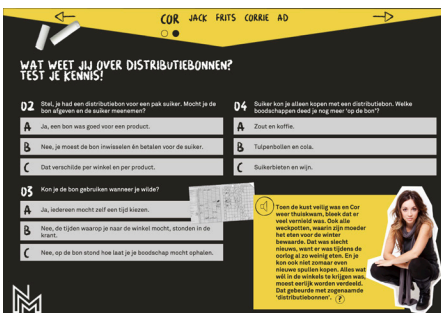 COR JACK FRITS CORRIE AD
WAT WEET JIJ OVER DISTRIBUTIEBONNEN?
TEST JE KENNIS!
02 Stel, je had een distributiebon voor een pak suiker. Mocht je de
bon afgeven en de suiker meenemen?
A Ja, een bon was goed voor een product.
B Nee, je moest de bon inwisselen én betalen voor de suiker.
C Dat verschilde per winkel en per product.
03 Kon je de bon gebruiken wanneer je wilde?
A Ja, iedereen mocht zelf een tijd kiezen.
B Nee, de tijden waarop je naar de winkel mocht, stonden in de
krant.
C Nee, op de bon stond hoe laat je je boodschap mocht ophalen.
04 Suiker kon je alleen kopen met een distributiebon. Welke
boodschappen deed je nog meer ‘op de bon’?
A Zout en koffie.
B Tulpenbollen en cola.
C Suikerbieten en wijn.
Toen de kust veilig was en Cor
weer thuiskwam, bleek dat er
veel vernield was. Ook alle
weckpotten, waarin zijn moeder
het eten voor de winter
bewaarde. Dat was slecht
nieuws, want er was tijdens de
oorlog al zo weinig eten. En je
kon ook niet zomaar even
nieuwe spullen kopen. Alles wat
wél in de winkels te krijgen was,
moest eerlijk worden verdeeld.
Dat gebeurde met zogenaamde
‘distributiebonnen’. ?
NM